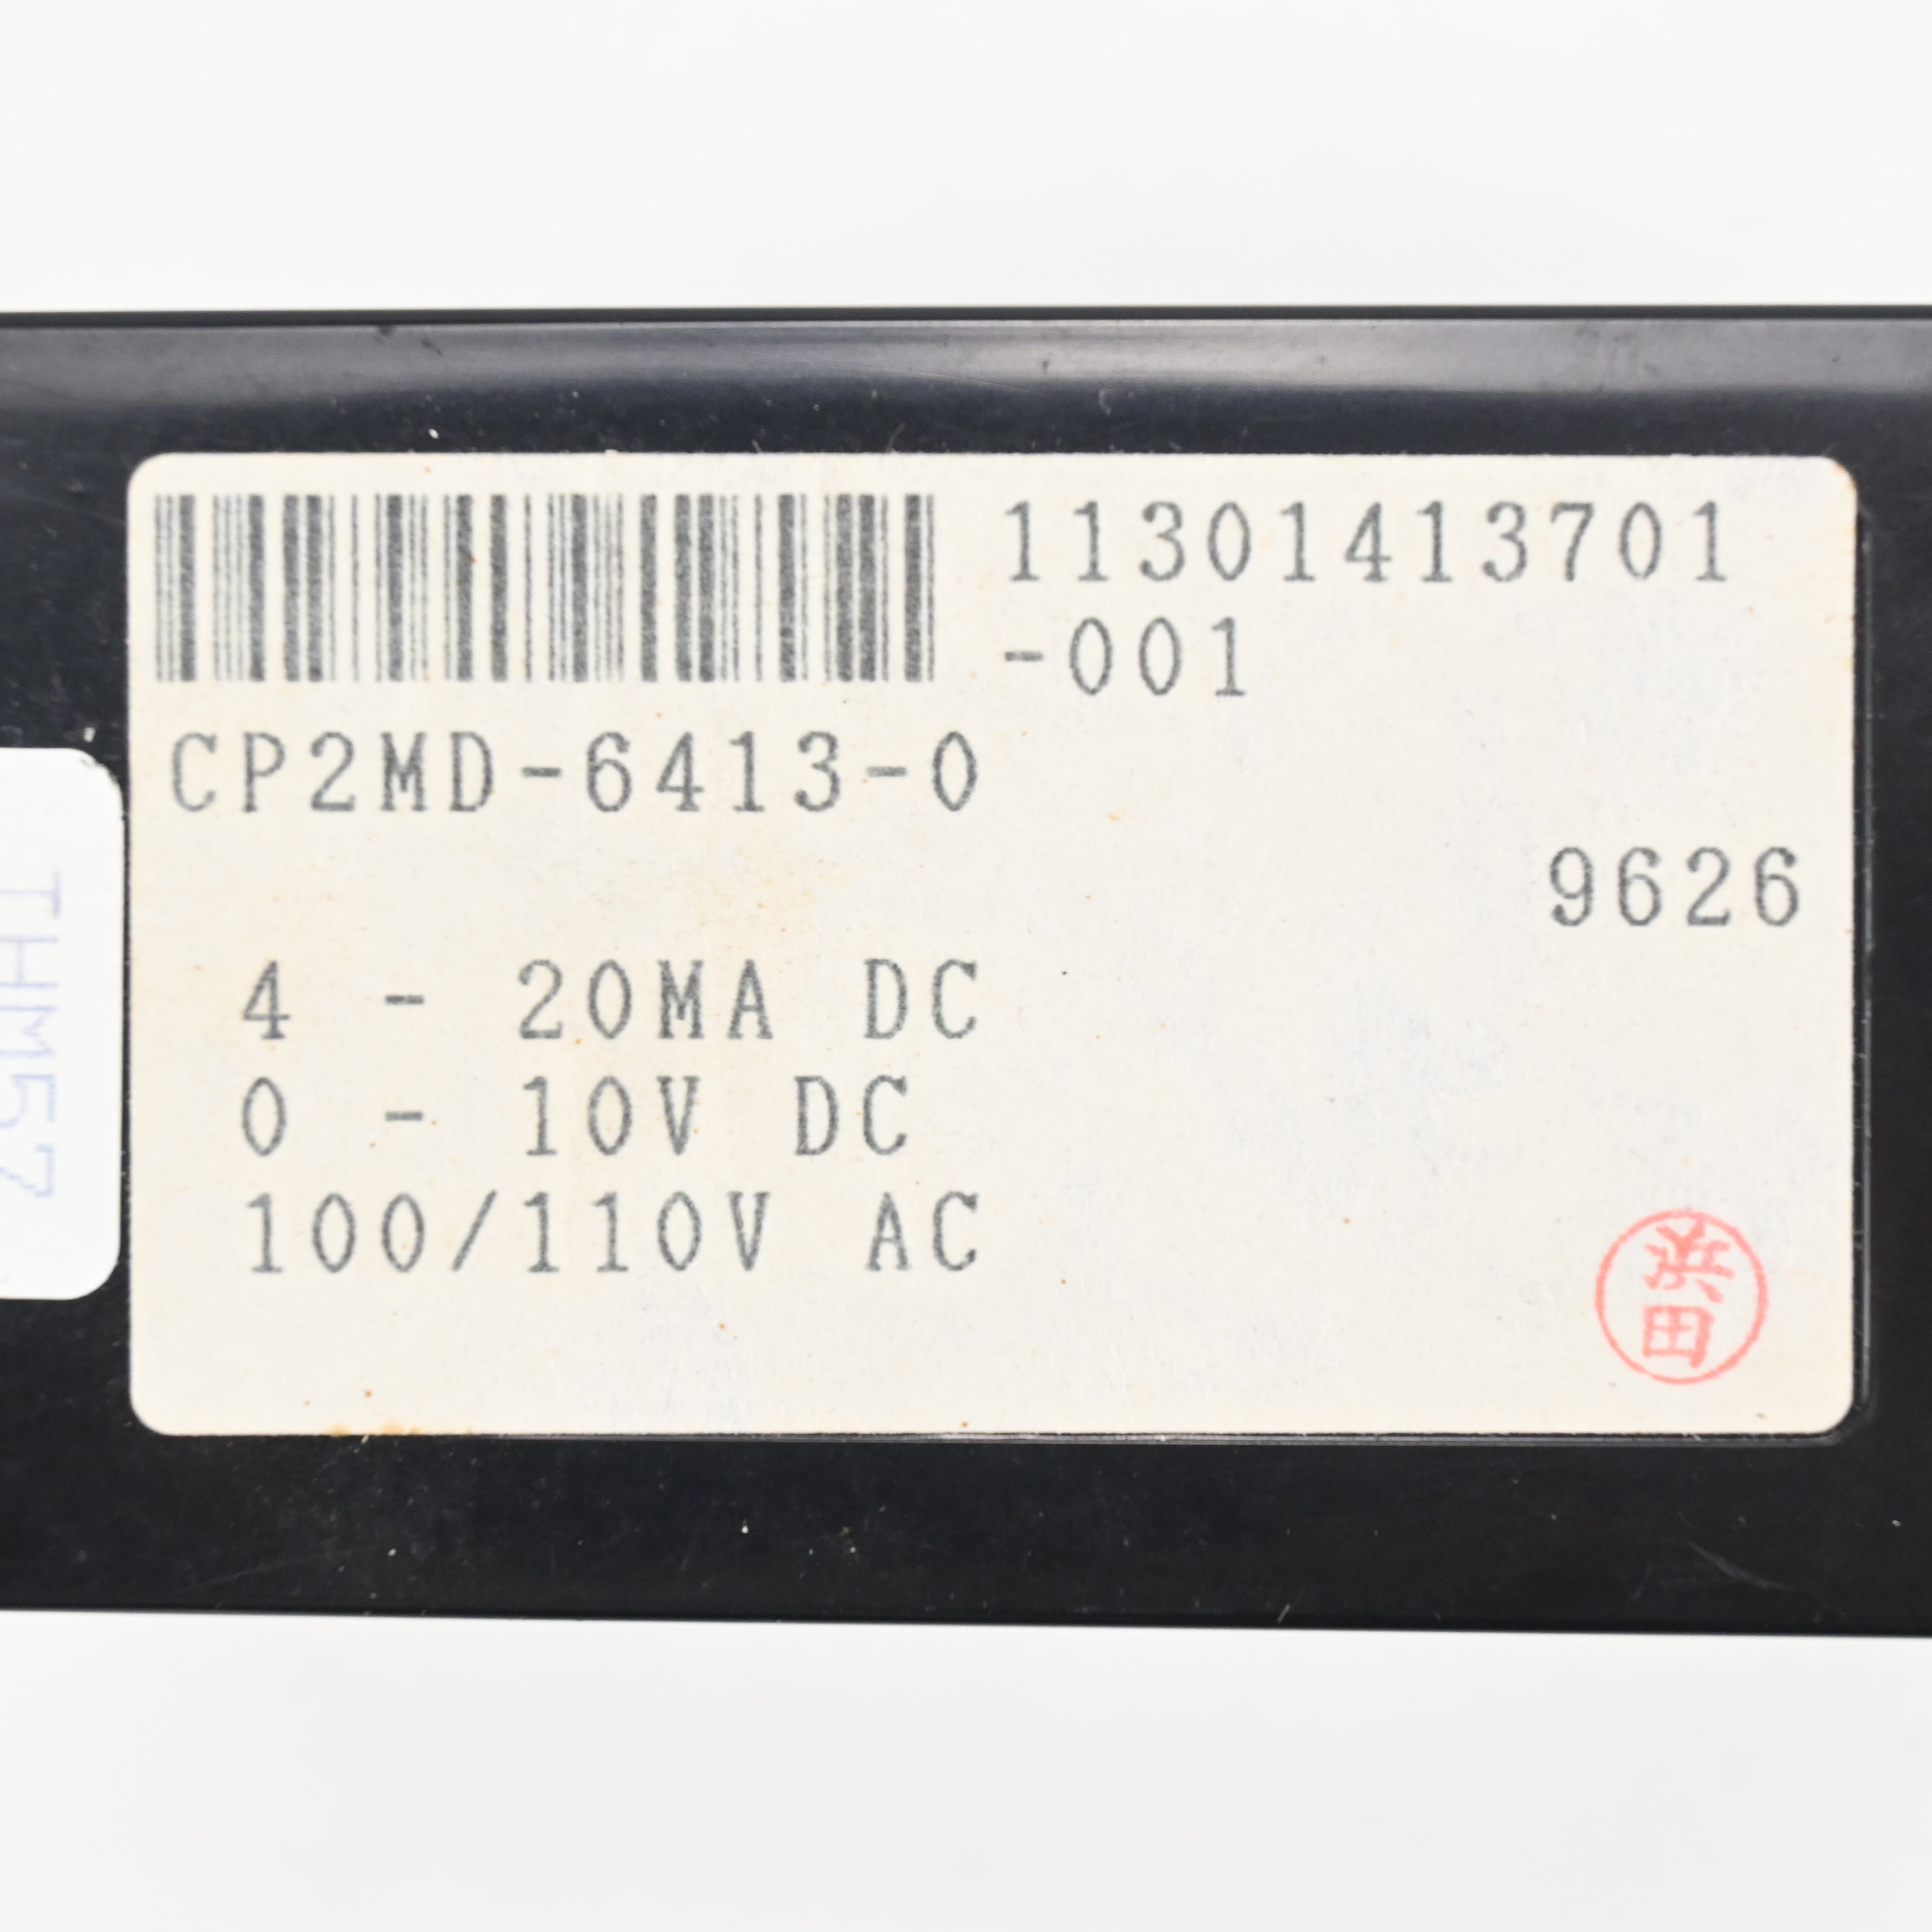 11301413701
-001
CP2MD-6413-0
9626
4 - 20MA DC
0 - 10V DC
100/110V AC
浜田
THM57